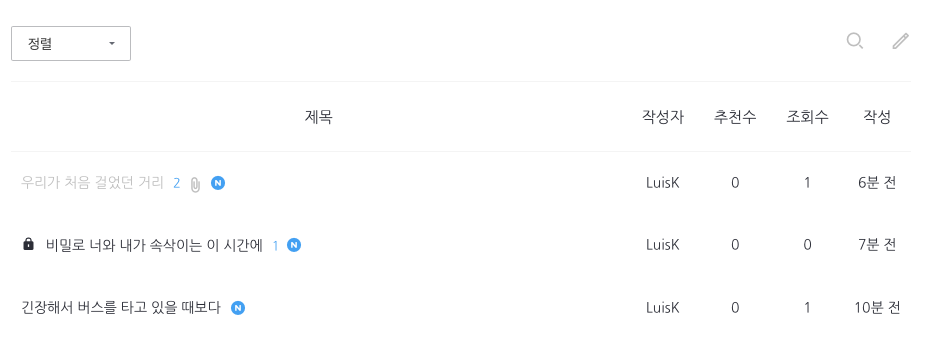 정렬
제목 작성자 추천수 조회수 작성
우리가 처음 걸었던 거리 2 N LuisK 0 1 6분 전
비밀로 너와 내가 속삭이는 이 시간에 1 N LuisK 0 0 7분 전
긴장해서 버스를 타고 있을 때보다 N LuisK 0 1 10분 전